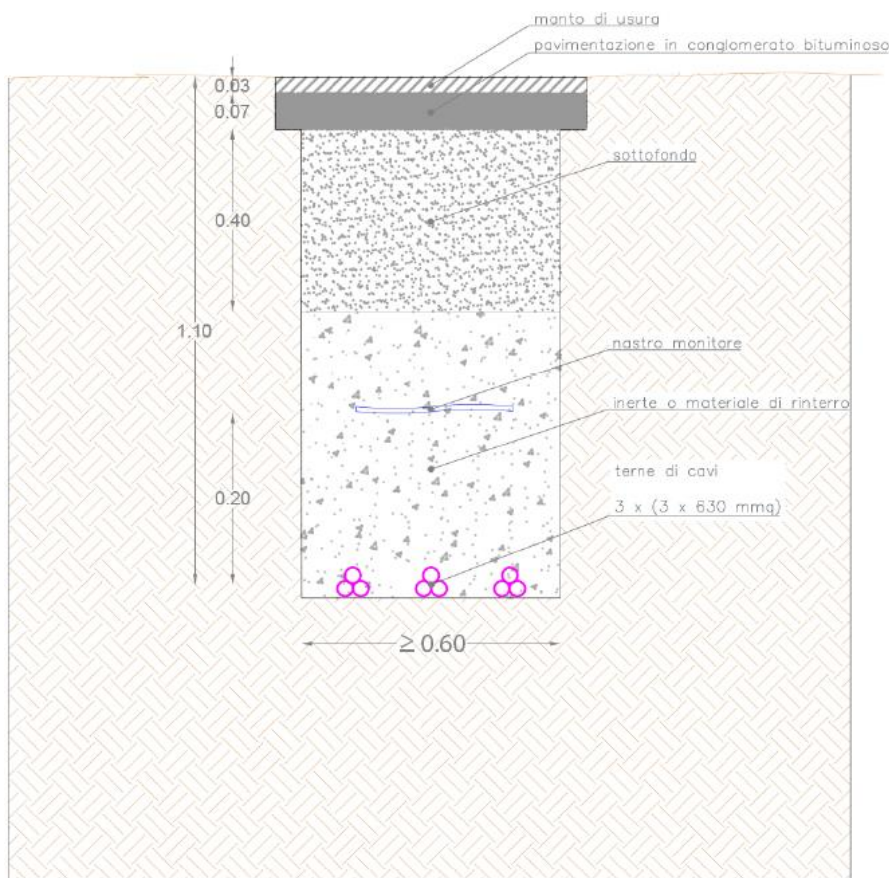 manto di usura
pavimentazione in conglomerato bituminoso
0.03
0.07
sottofondo
0.40
1.10
nastro monitore
inerte o materiale di rinterro
terne di cavi
0.20
3 x (3 x 630 mmq)
≥ 0.60